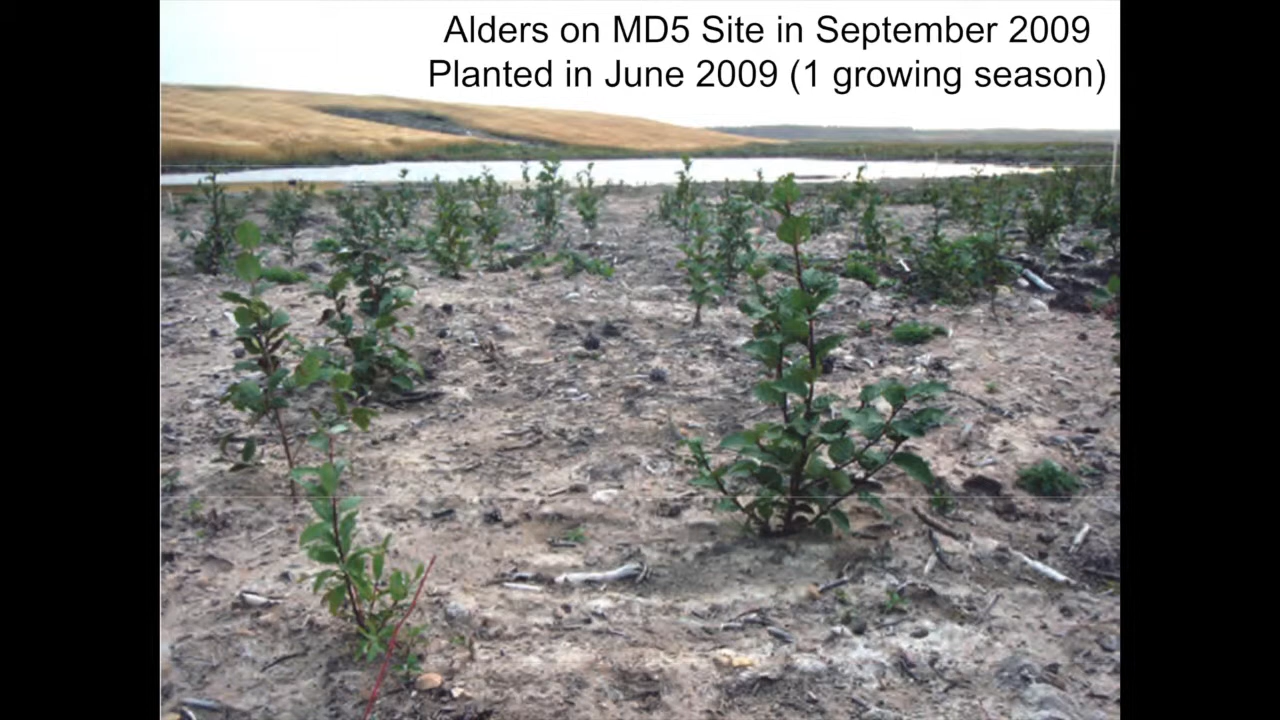 Alders on MD5 Site in September 2009
Planted in June 2009 (1 growing season)